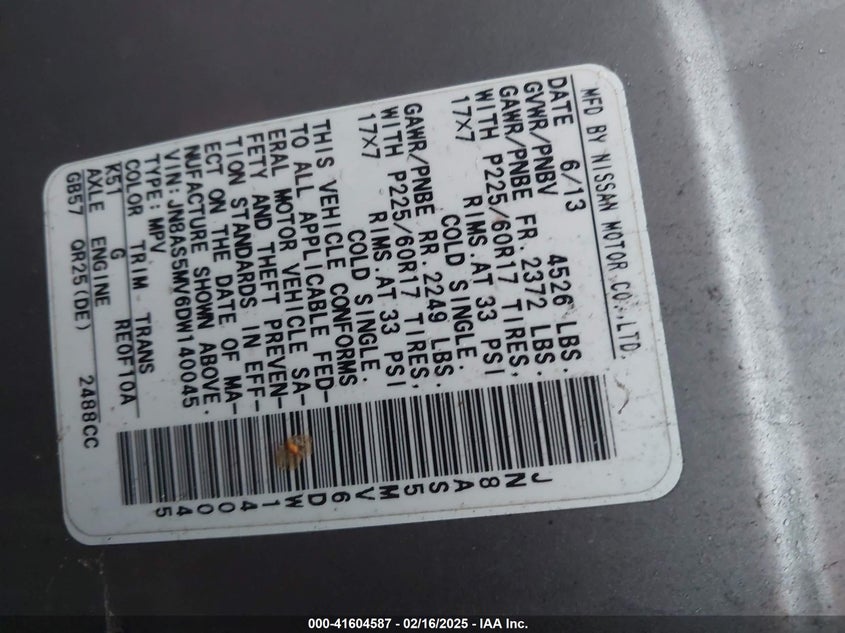 MFD BY NISSAN MOTOR CO.,LTD.
DATE 6/13
GVWR/PNBV 4526 LBS.
GAWR/PNBE FR. 2372 LBS.
WITH P225/60R17 TIRES,
17X7 RIMS.AT 33 PSI
COLD SINGLE.
GAWR/PNBE RR. 2249 LBS.
WITH P225/60R17 TIRES,
17X7 RIMS.AT 33 PSI
COLD SINGLE.
THIS VEHICLE CONFORMS
TO ALL APPLICABLE FED-
ERAL MOTOR VEHICLE SA-
FETY AND THEFT PREVEN-
TION STANDARDS IN EFF-
ECT ON THE DATE OF MA-
NUFACTURE SHOWN ABOVE.
VIN: JN8AS5MV6DW140045
TYPE: MPV
COLOR TRIM TRANS
K51 G RE0F10A
AXLE ENGINE
GB57 QR25(DE) 2488CC
JN8AS5MV6DW140045
000-41604587 - 02/16/2025 - IAA Inc.